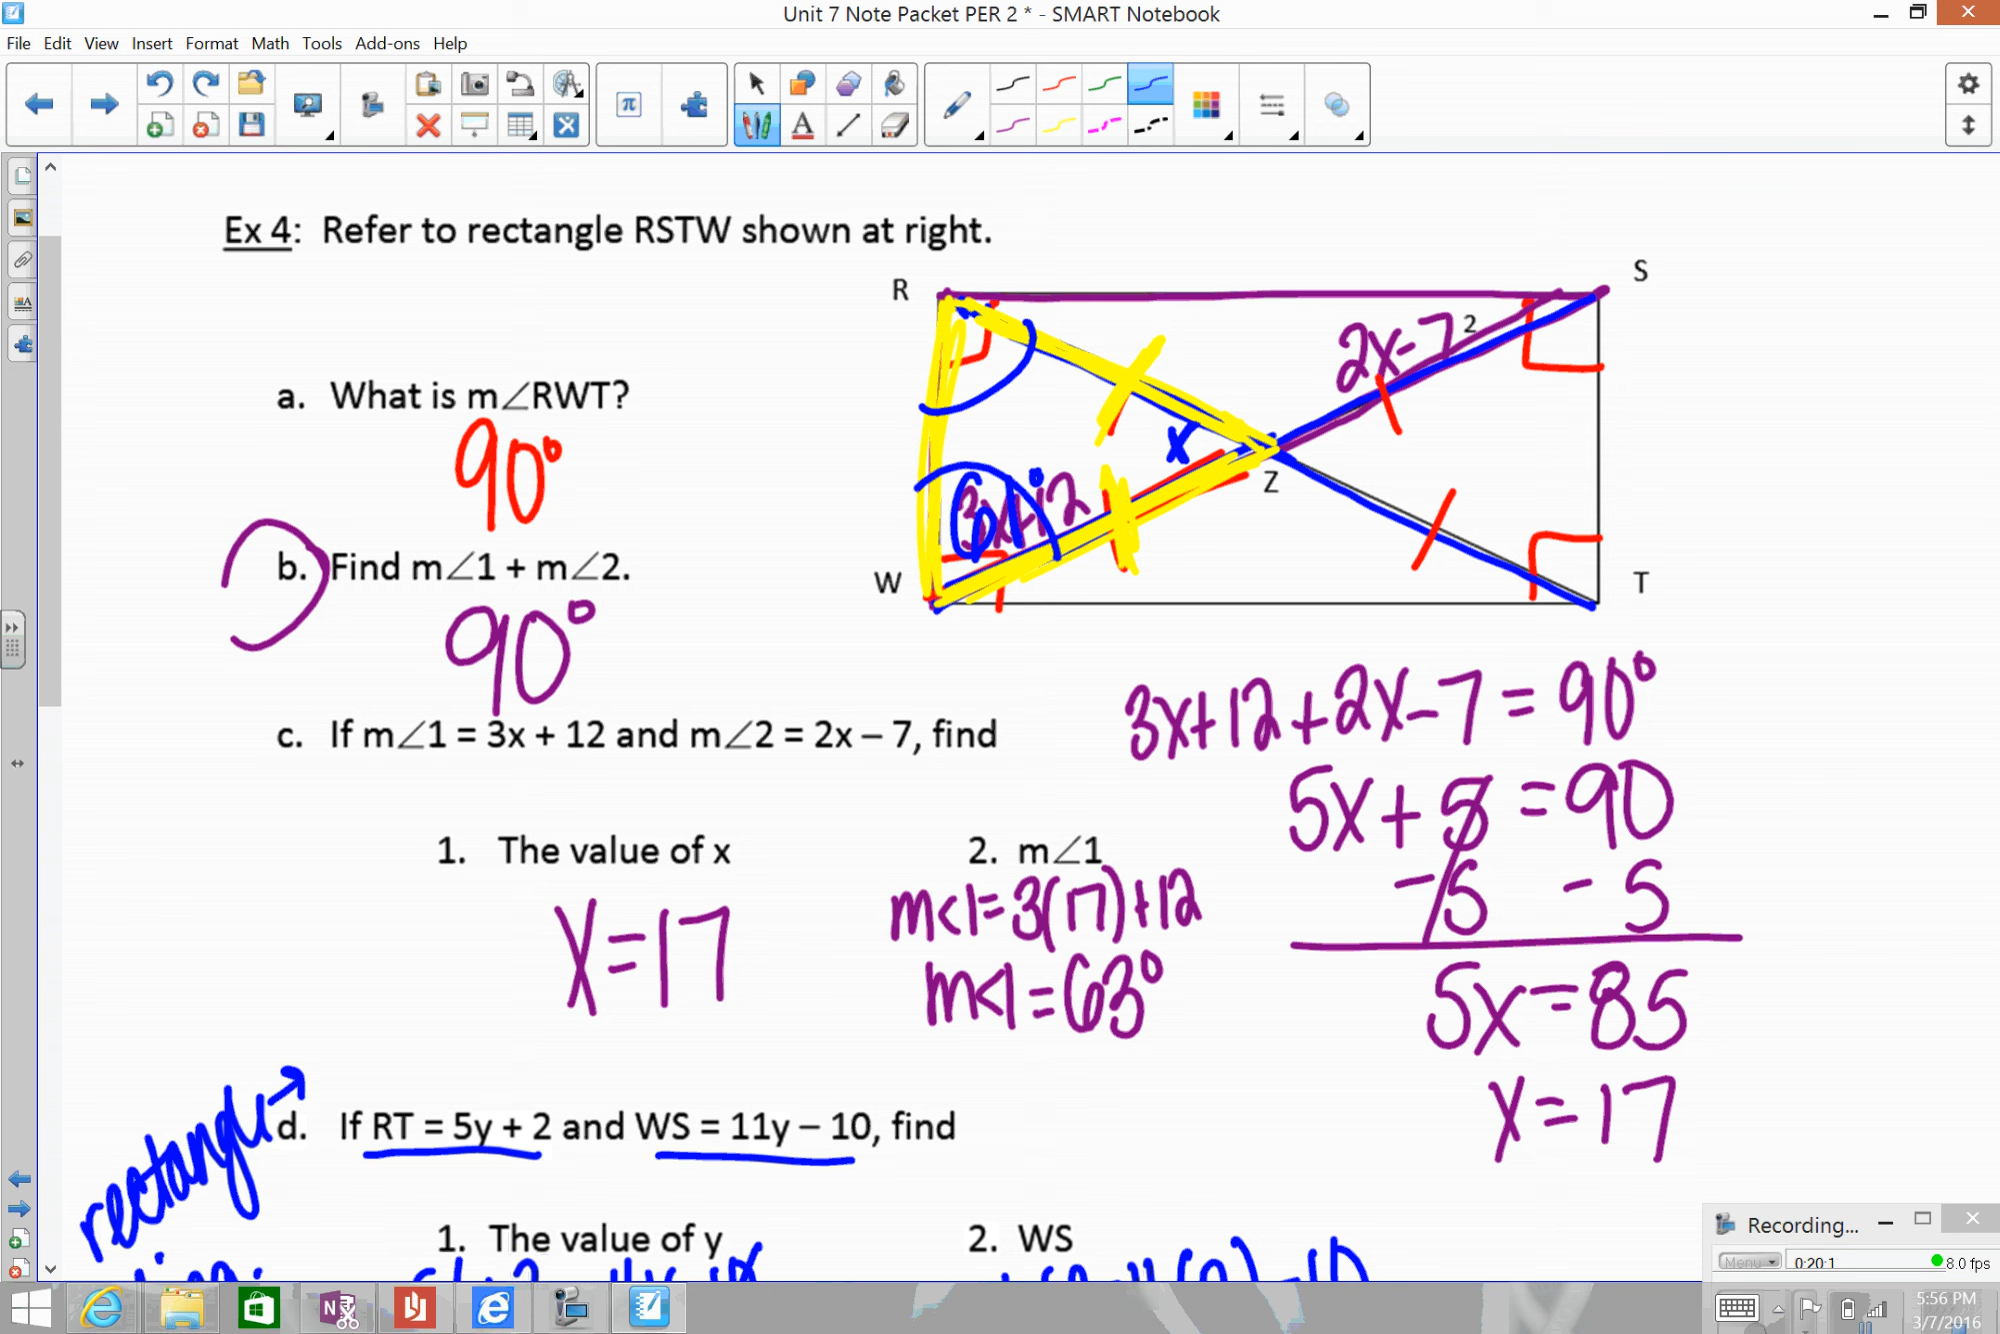 Unit 7 Note Packet PER 2 * - SMART Notebook
File Edit View Insert Format Math Tools Add-ons Help
Ex 4: Refer to rectangle RSTW shown at right.
R
S
2x-7
2
a. What is m∠RWT?
90°
x
Z
3x+12
W
T
b. Find m∠1 + m∠2.
90°
3x+12+2x-7=90°
c. If m∠1 = 3x + 12 and m∠2 = 2x – 7, find
5x+5=90
1. The value of x
2. m∠1
-5 -5
x=17
m<1=3(17)+12
m<1=63°
5x=85
x=17
rectangle→
d. If RT = 5y + 2 and WS = 11y – 10, find
1. The value of y
2. WS
Recording...
Menu
0:20:1
8.0 fps
5:56 PM
3/7/2016